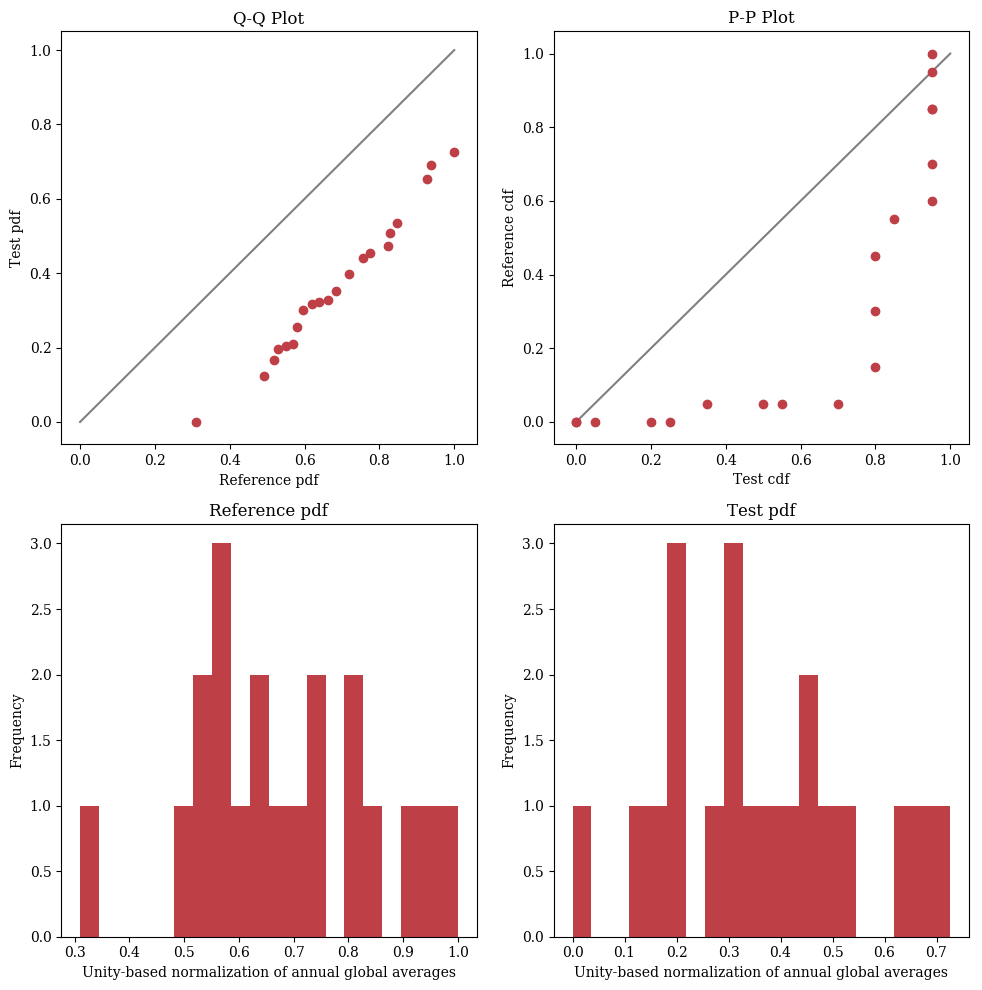 Q-Q Plot
1.0
0.8
0.6
0.4
0.2
0.0
Test pdf
0.0 0.2 0.4 0.6 0.8 1.0
Reference pdf
P-P Plot
1.0
0.8
0.6
0.4
0.2
0.0
Reference cdf
0.0 0.2 0.4 0.6 0.8 1.0
Test cdf
Reference pdf
3.0
2.5
2.0
1.5
1.0
0.5
0.0
Frequency
0.3 0.4 0.5 0.6 0.7 0.8 0.9 1.0
Unity-based normalization of annual global averages
Test pdf
3.0
2.5
2.0
1.5
1.0
0.5
0.0
Frequency
0.0 0.1 0.2 0.3 0.4 0.5 0.6 0.7
Unity-based normalization of annual global averages